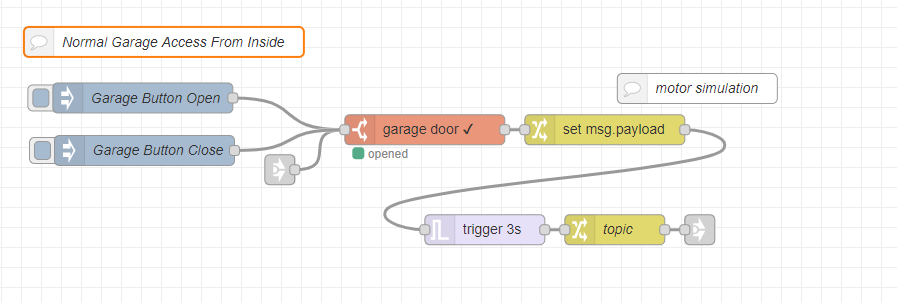 Normal Garage Access From Inside
motor simulation
Garage Button Open
garage door ✓
set msg.payload
Garage Button Close
opened
trigger 3s
topic